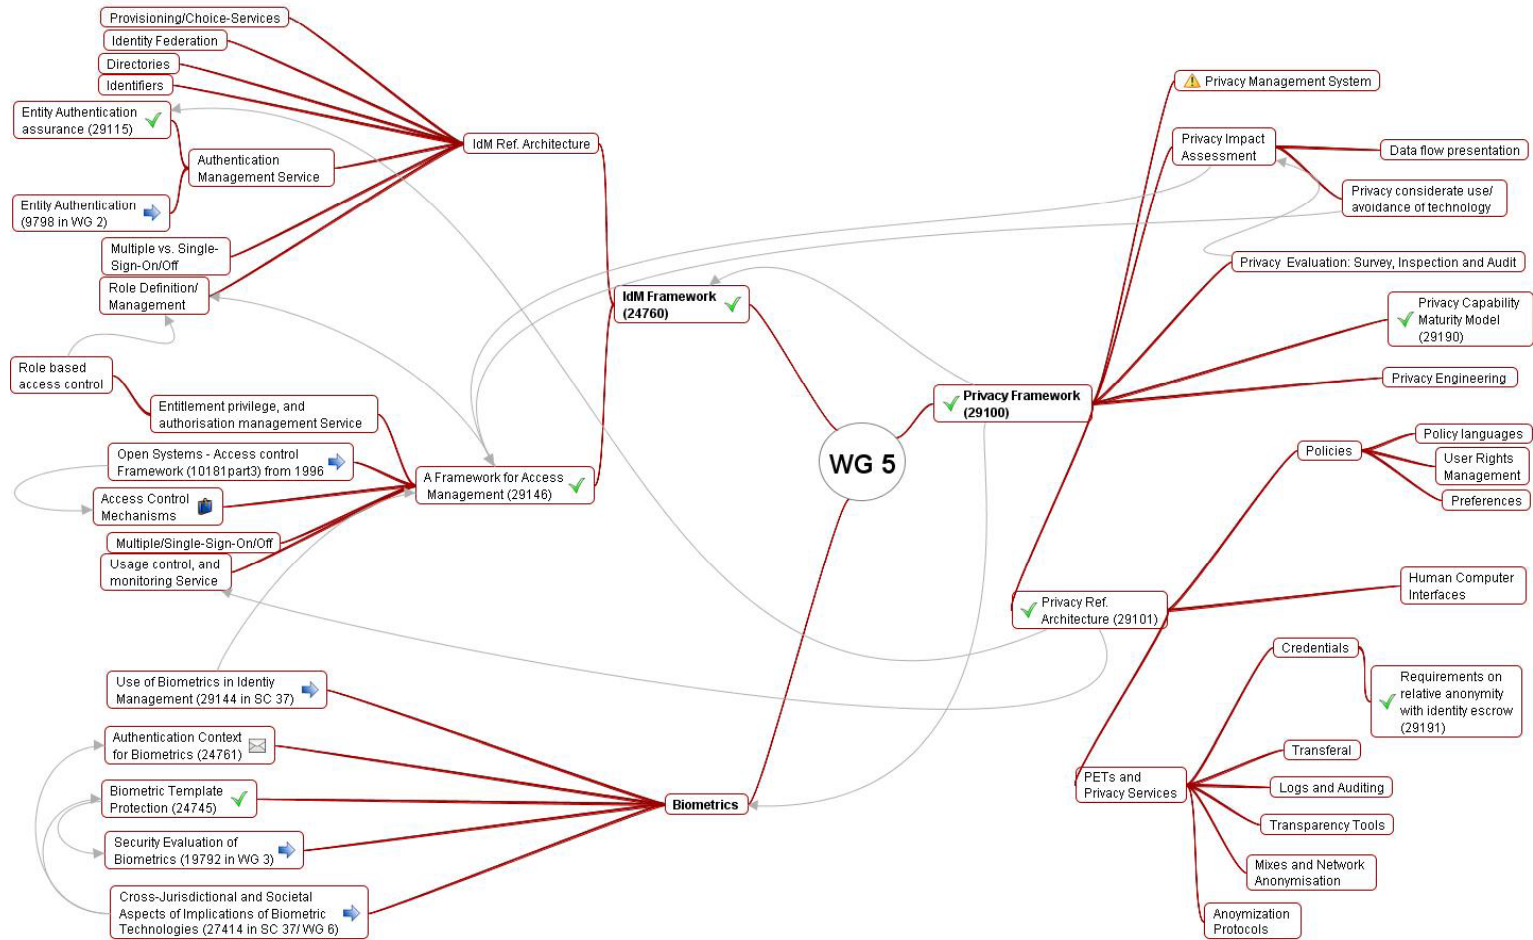 Provisioning/Choice-Services
Identity Federation
Directories
Identifiers
Entity Authentication
assurance (29115)
Authentication
Management Service
Entity Authentication
(9798 in WG 2)
Multiple vs. Single-
Sign-On/Off
Role Definition/
Management
IdM Ref. Architecture
Role based
access control
Entitlement privilege, and
authorisation management Service
Open Systems - Access control
Framework (10181part3) from 1996
Access Control
Mechanisms
Multiple/Single-Sign-On/Off
Usage control, and
monitoring Service
A Framework for Access
Management (29146)
IdM Framework
(24760)
WG 5
Use of Biometrics in Identiy
Management (29144 in SC 37)
Authentication Context
for Biometrics (24761)
Biometric Template
Protection (24745)
Security Evaluation of
Biometrics (19792 in WG 3)
Cross-Jurisdictional and Societal
Aspects of Implications of Biometric
Technologies (27414 in SC 37/ WG 6)
Biometrics
Privacy Framework
(29100)
Privacy Management System
Privacy Impact
Assessment
Data flow presentation
Privacy considerate use/
avoidance of technology
Privacy Evaluation: Survey, Inspection and Audit
Privacy Capability
Maturity Model
(29190)
Privacy Engineering
Privacy Ref.
Architecture (29101)
Policies
Policy languages
User Rights
Management
Preferences
Human Computer
Interfaces
PETs and
Privacy Services
Credentials
Requirements on
relative anonymity
with identity escrow
(29191)
Transferal
Logs and Auditing
Transparency Tools
Mixes and Network
Anonymisation
Anoymization
Protocols